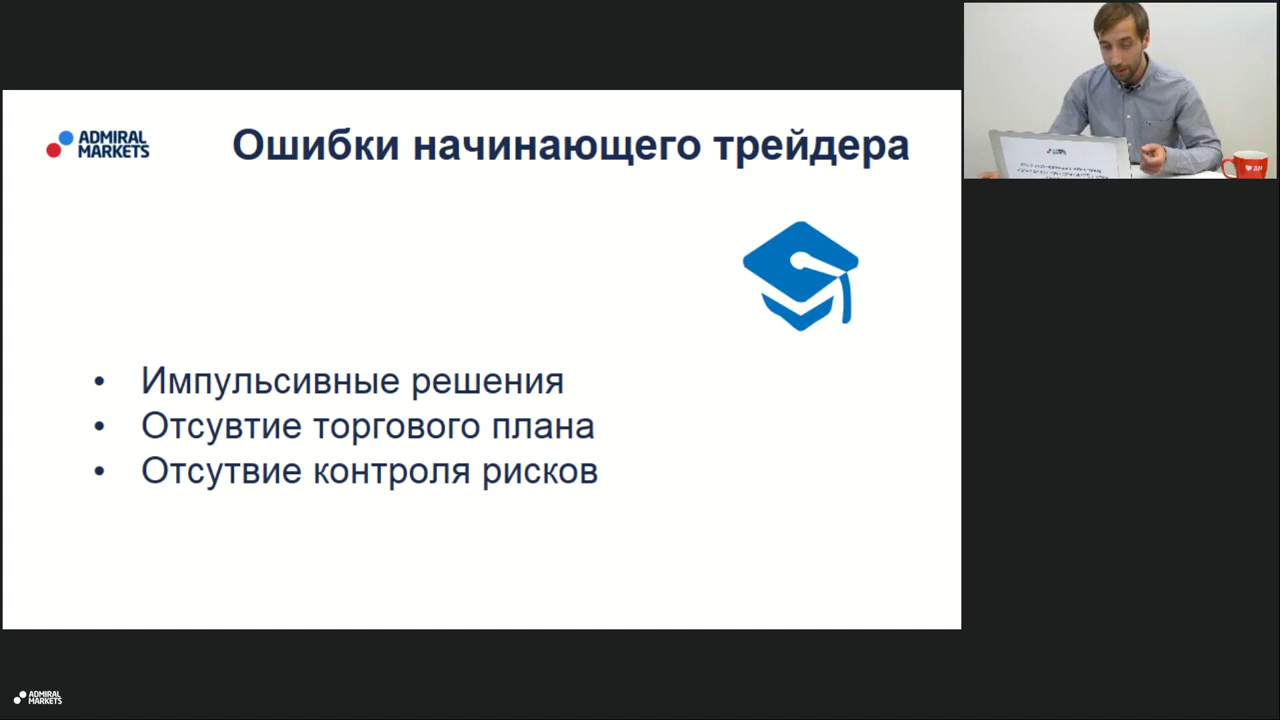 ADMIRAL
MARKETS
Ошибки начинающего трейдера
• Импульсивные решения
• Отсувтие торгового плана
• Отсутвие контроля рисков
ADMIRAL
MARKETS